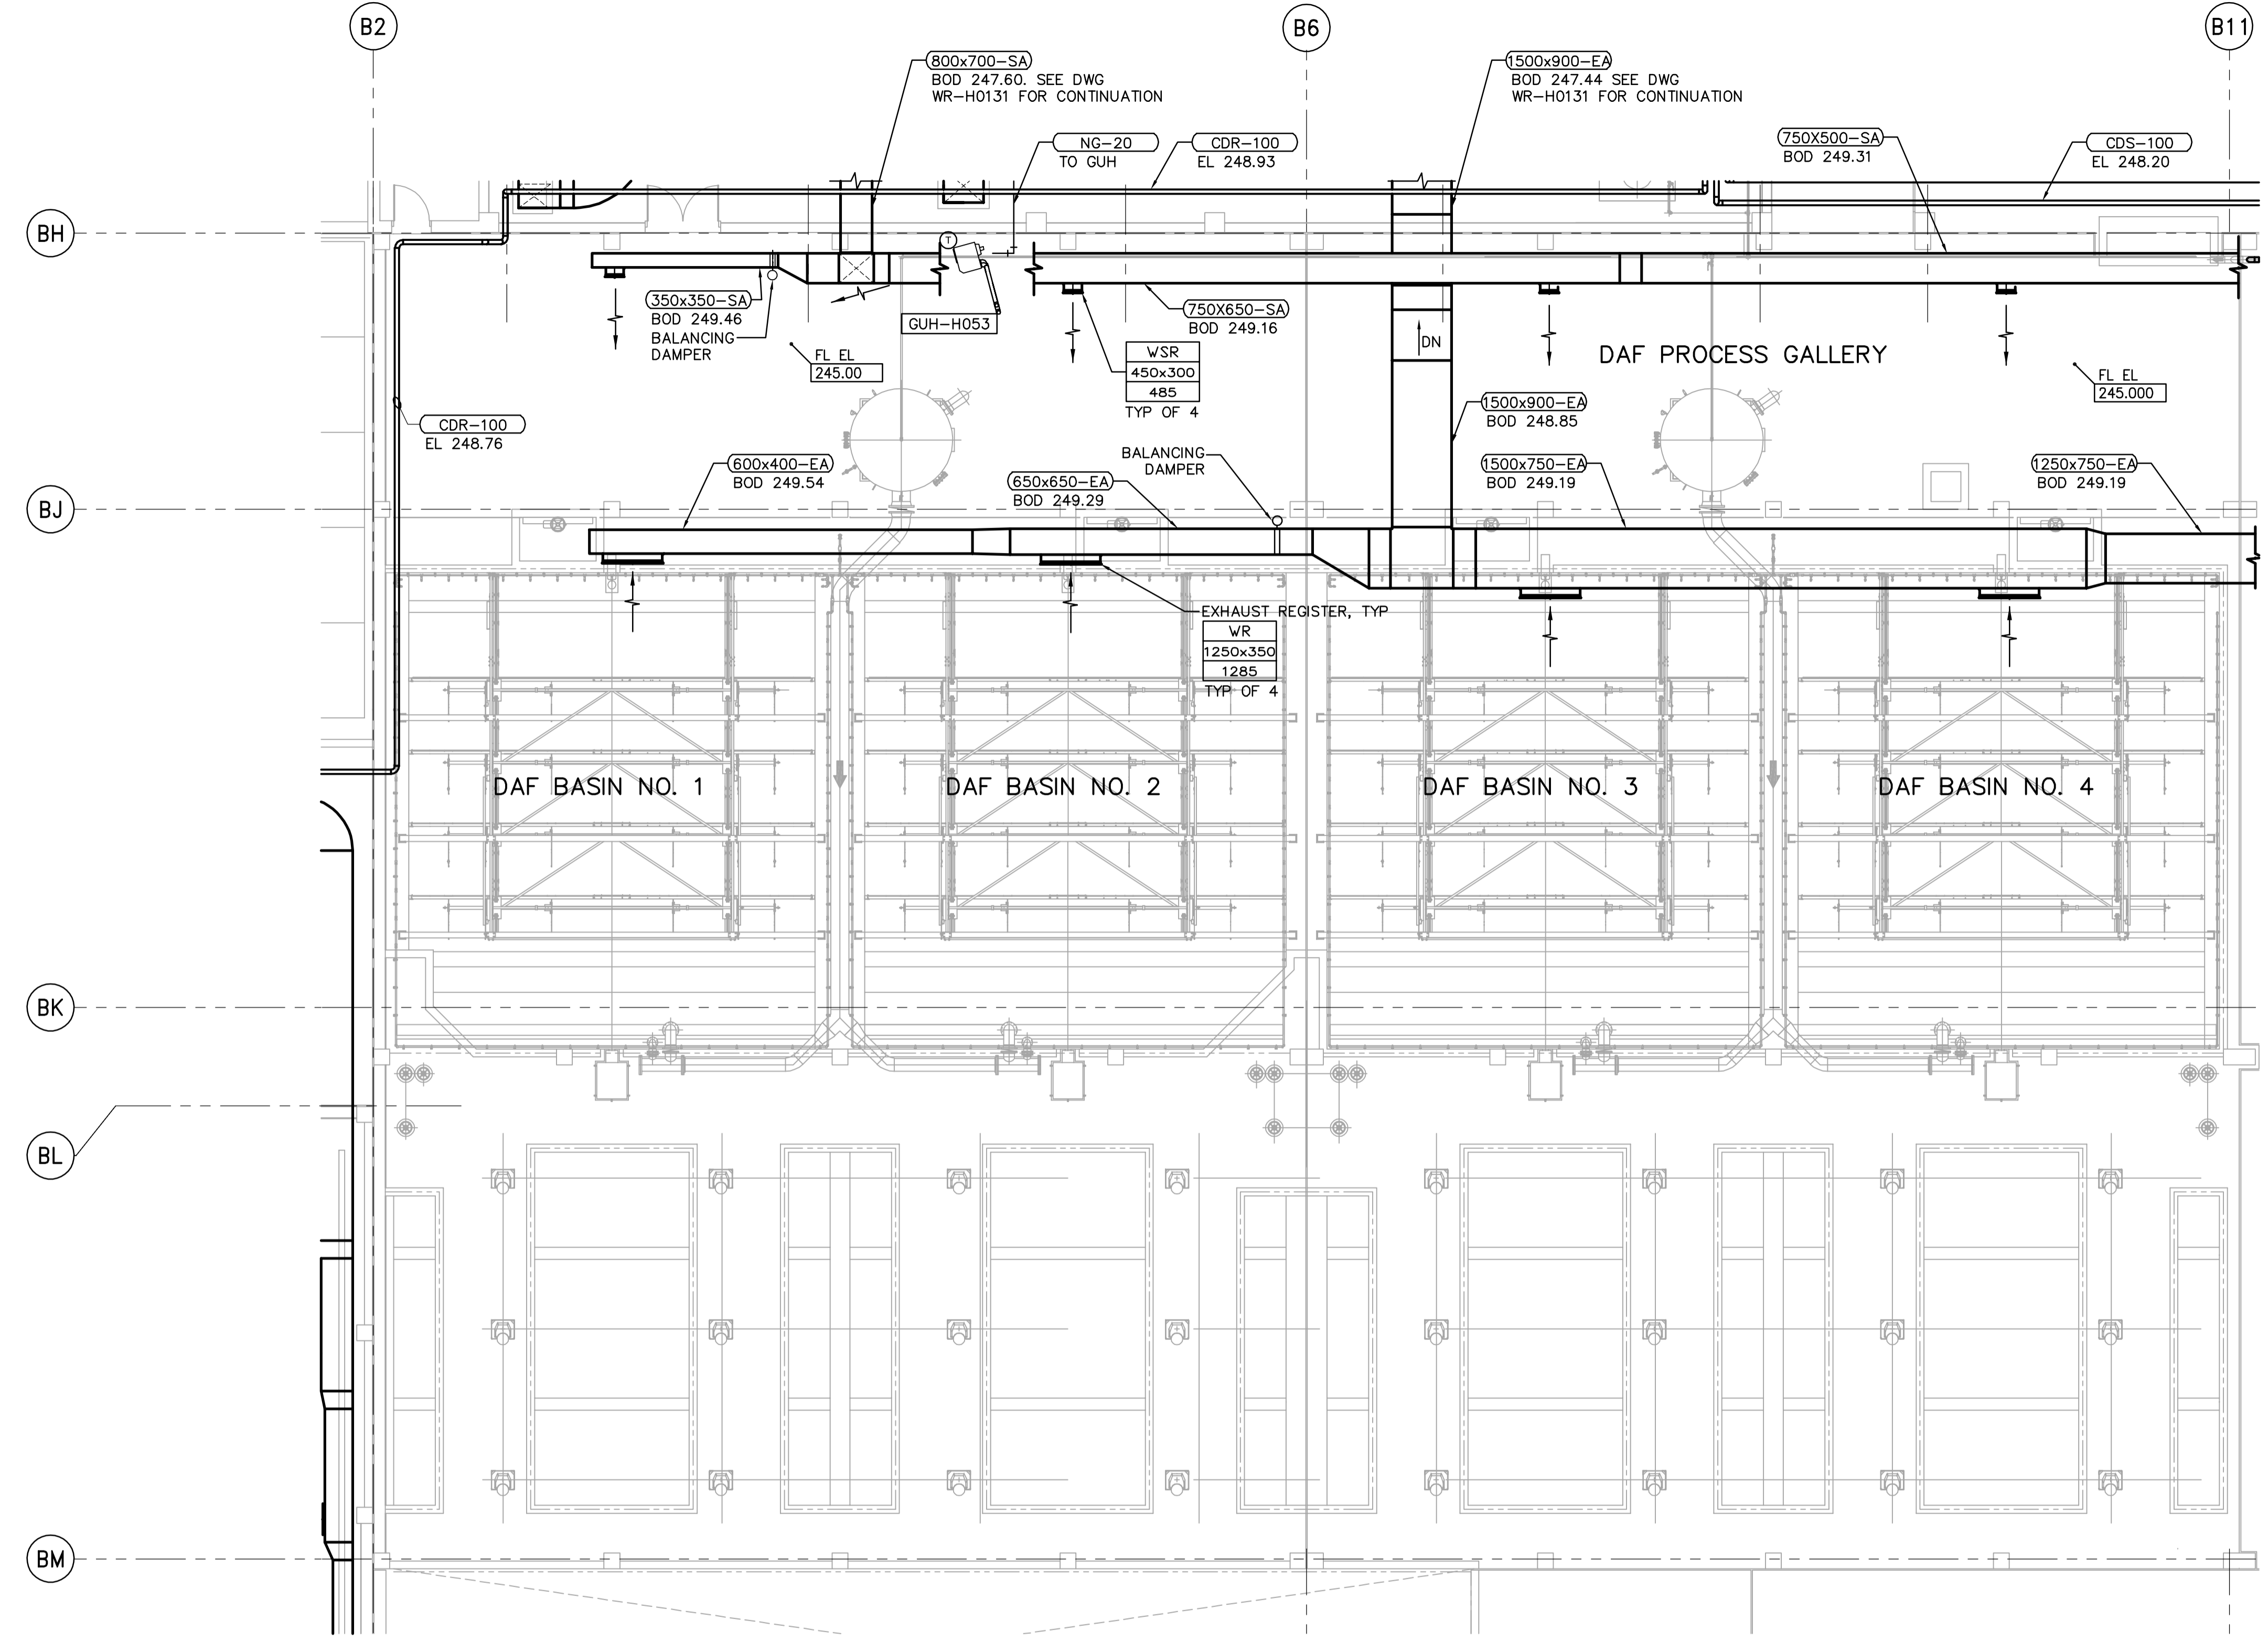 B2
B6
B11
800x700-SA
BOD 247.60. SEE DWG
WR-H0131 FOR CONTINUATION
1500x900-EA
BOD 247.44 SEE DWG
WR-H0131 FOR CONTINUATION
NG-20
TO GUH
CDR-100
EL 248.93
750X500-SA
BOD 249.31
CDS-100
EL 248.20
BH
T
350x350-SA
BOD 249.46
BALANCING
DAMPER
GUH-H053
750X650-SA
BOD 249.16
FL EL
245.00
WSR
450x300
485
TYP OF 4
DN
DAF PROCESS GALLERY
FL EL
245.000
CDR-100
EL 248.76
1500x900-EA
BOD 248.85
BALANCING
DAMPER
600x400-EA
BOD 249.54
650x650-EA
BOD 249.29
1500x750-EA
BOD 249.19
1250x750-EA
BOD 249.19
BJ
EXHAUST REGISTER, TYP
WR
1250x350
1285
TYP OF 4
DAF BASIN NO. 1
DAF BASIN NO. 2
DAF BASIN NO. 3
DAF BASIN NO. 4
BK
BL
BM